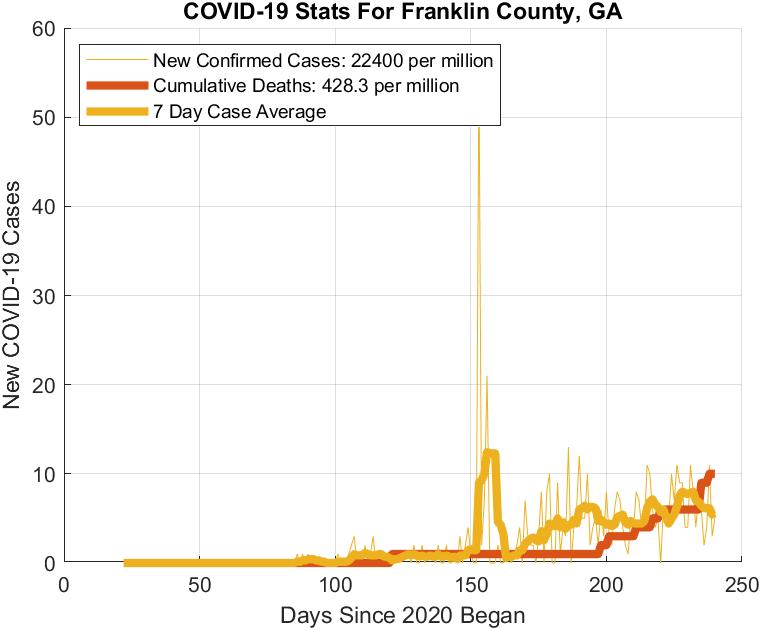 COVID-19 Stats For Franklin County, GA
New Confirmed Cases: 22400 per million
Cumulative Deaths: 428.3 per million
7 Day Case Average
New COVID-19 Cases
60
50
40
30
20
10
0
0 50 100 150 200 250
Days Since 2020 Began